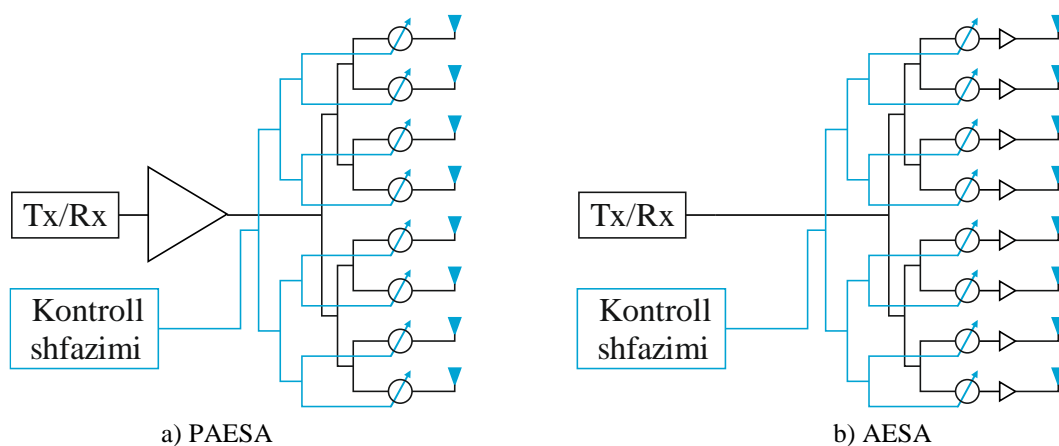 Tx/Rx
Kontroll
shfazimi
a) PAESA
Tx/Rx
Kontroll
shfazimi
b) AESA